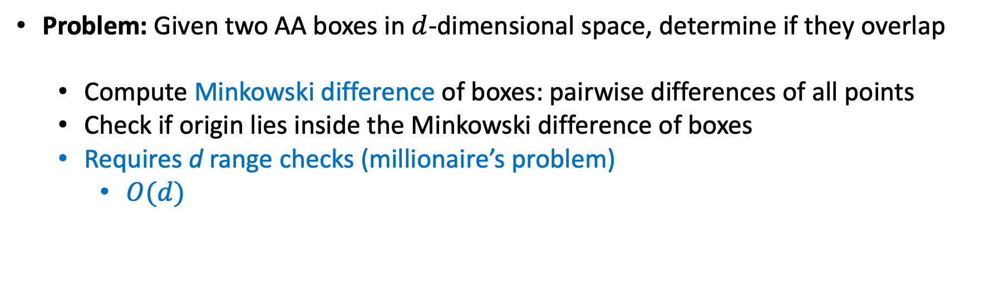 • Problem: Given two AA boxes in d-dimensional space, determine if they overlap
• Compute Minkowski difference of boxes: pairwise differences of all points
• Check if origin lies inside the Minkowski difference of boxes
• Requires d range checks (millionaire’s problem)
• O(d)